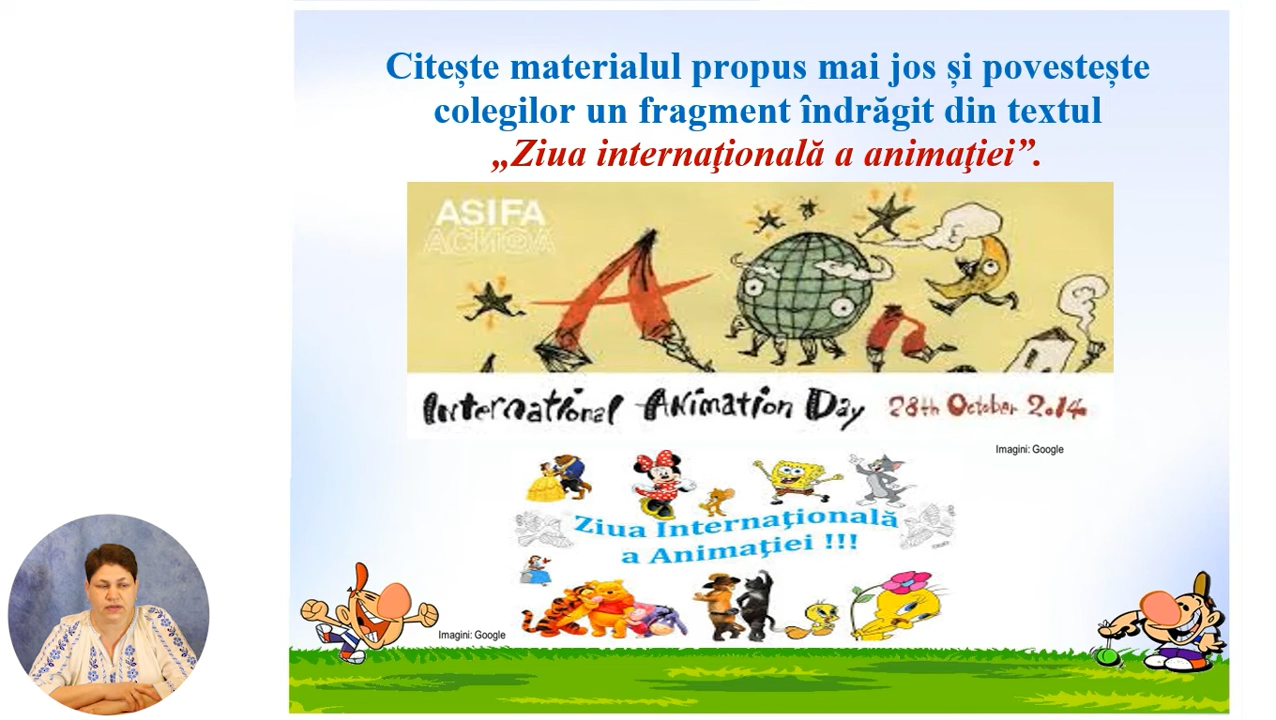 Citește materialul propus mai jos și povestește
colegilor un fragment îndrăgit din textul
„Ziua internaţională a animaţiei”.
ASIFA
АСИФА
International Animation Day 28th October 2014
Imagini: Google
Ziua Internaţională
a Animaţiei !!!
Imagini: Google